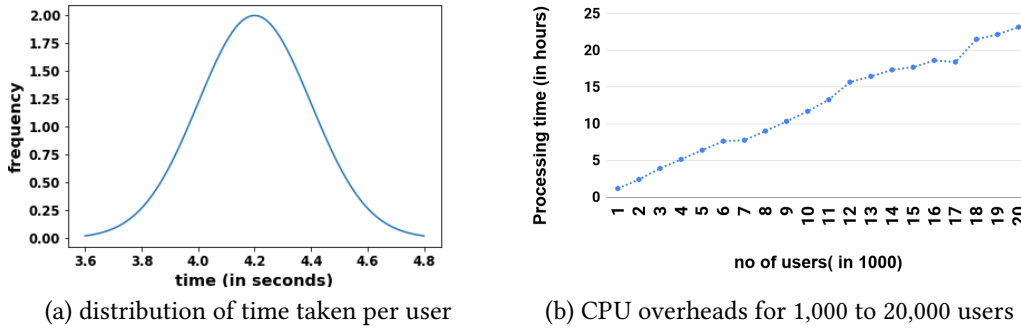 2.00
1.75
1.50
1.25
1.00
0.75
0.50
0.25
0.00
frequency
3.6 3.8 4.0 4.2 4.4 4.6 4.8
time (in seconds)
(a) distribution of time taken per user
25
20
15
10
5
0
Processing time (in hours)
1 2 3 4 5 6 7 8 9 10 11 12 13 14 15 16 17 18 19 20
no of users( in 1000)
(b) CPU overheads for 1,000 to 20,000 users